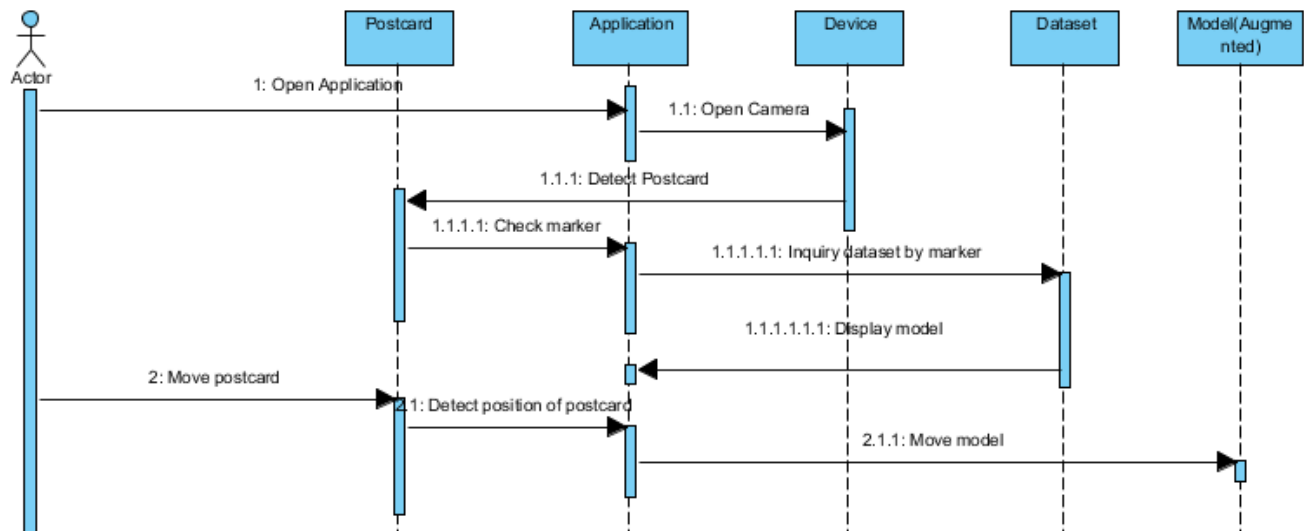 Postcard
Application
Device
Dataset
Model(Augme
nted)
Actor
1: Open Application
1.1: Open Camera
1.1.1: Detect Postcard
1.1.1.1: Check marker
1.1.1.1.1: Inquiry dataset by marker
1.1.1.1.1.1: Display model
2: Move postcard
2.1: Detect position of postcard
2.1.1: Move model